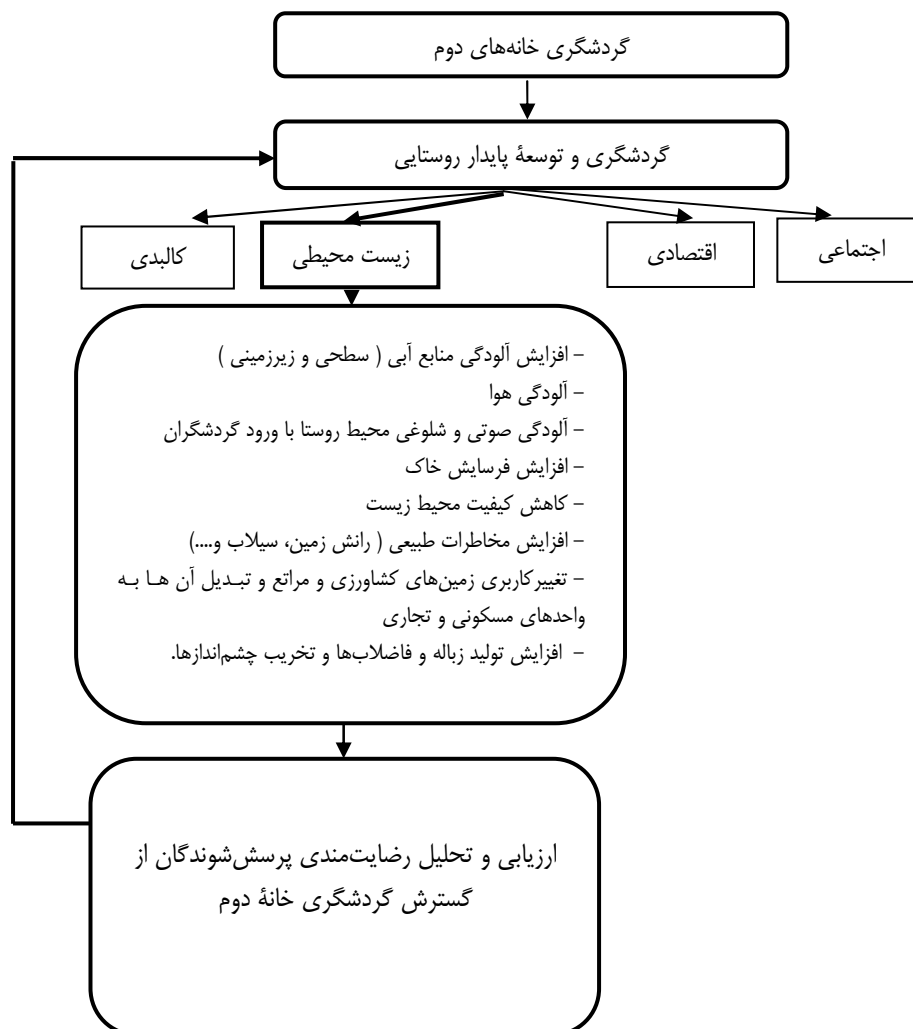 گردشگری خانه‌های دوم
گردشگری و توسعهٔ پایدار روستایی
اجتماعی
اقتصادی
زیست محیطی
کالبدی
– افزایش آلودگی منابع آبی ( سطحی و زیرزمینی )
– آلودگی هوا
– آلودگی صوتی و شلوغی محیط روستا با ورود گردشگران
– افزایش فرسایش خاک
– کاهش کیفیت محیط زیست
– افزایش مخاطرات طبیعی ( رانش زمین، سیلاب و....)
– تغییرکاربری زمین‌های کشاورزی و مراتع و تبـدیل آن هـا بـه
واحدهای مسکونی و تجاری
– افزایش تولید زباله و فاضلاب‌ها و تخریب چشم‌اندازها.
ارزیابی و تحلیل رضایت‌مندی پرسش‌شوندگان از
گسترش گردشگری خانهٔ دوم